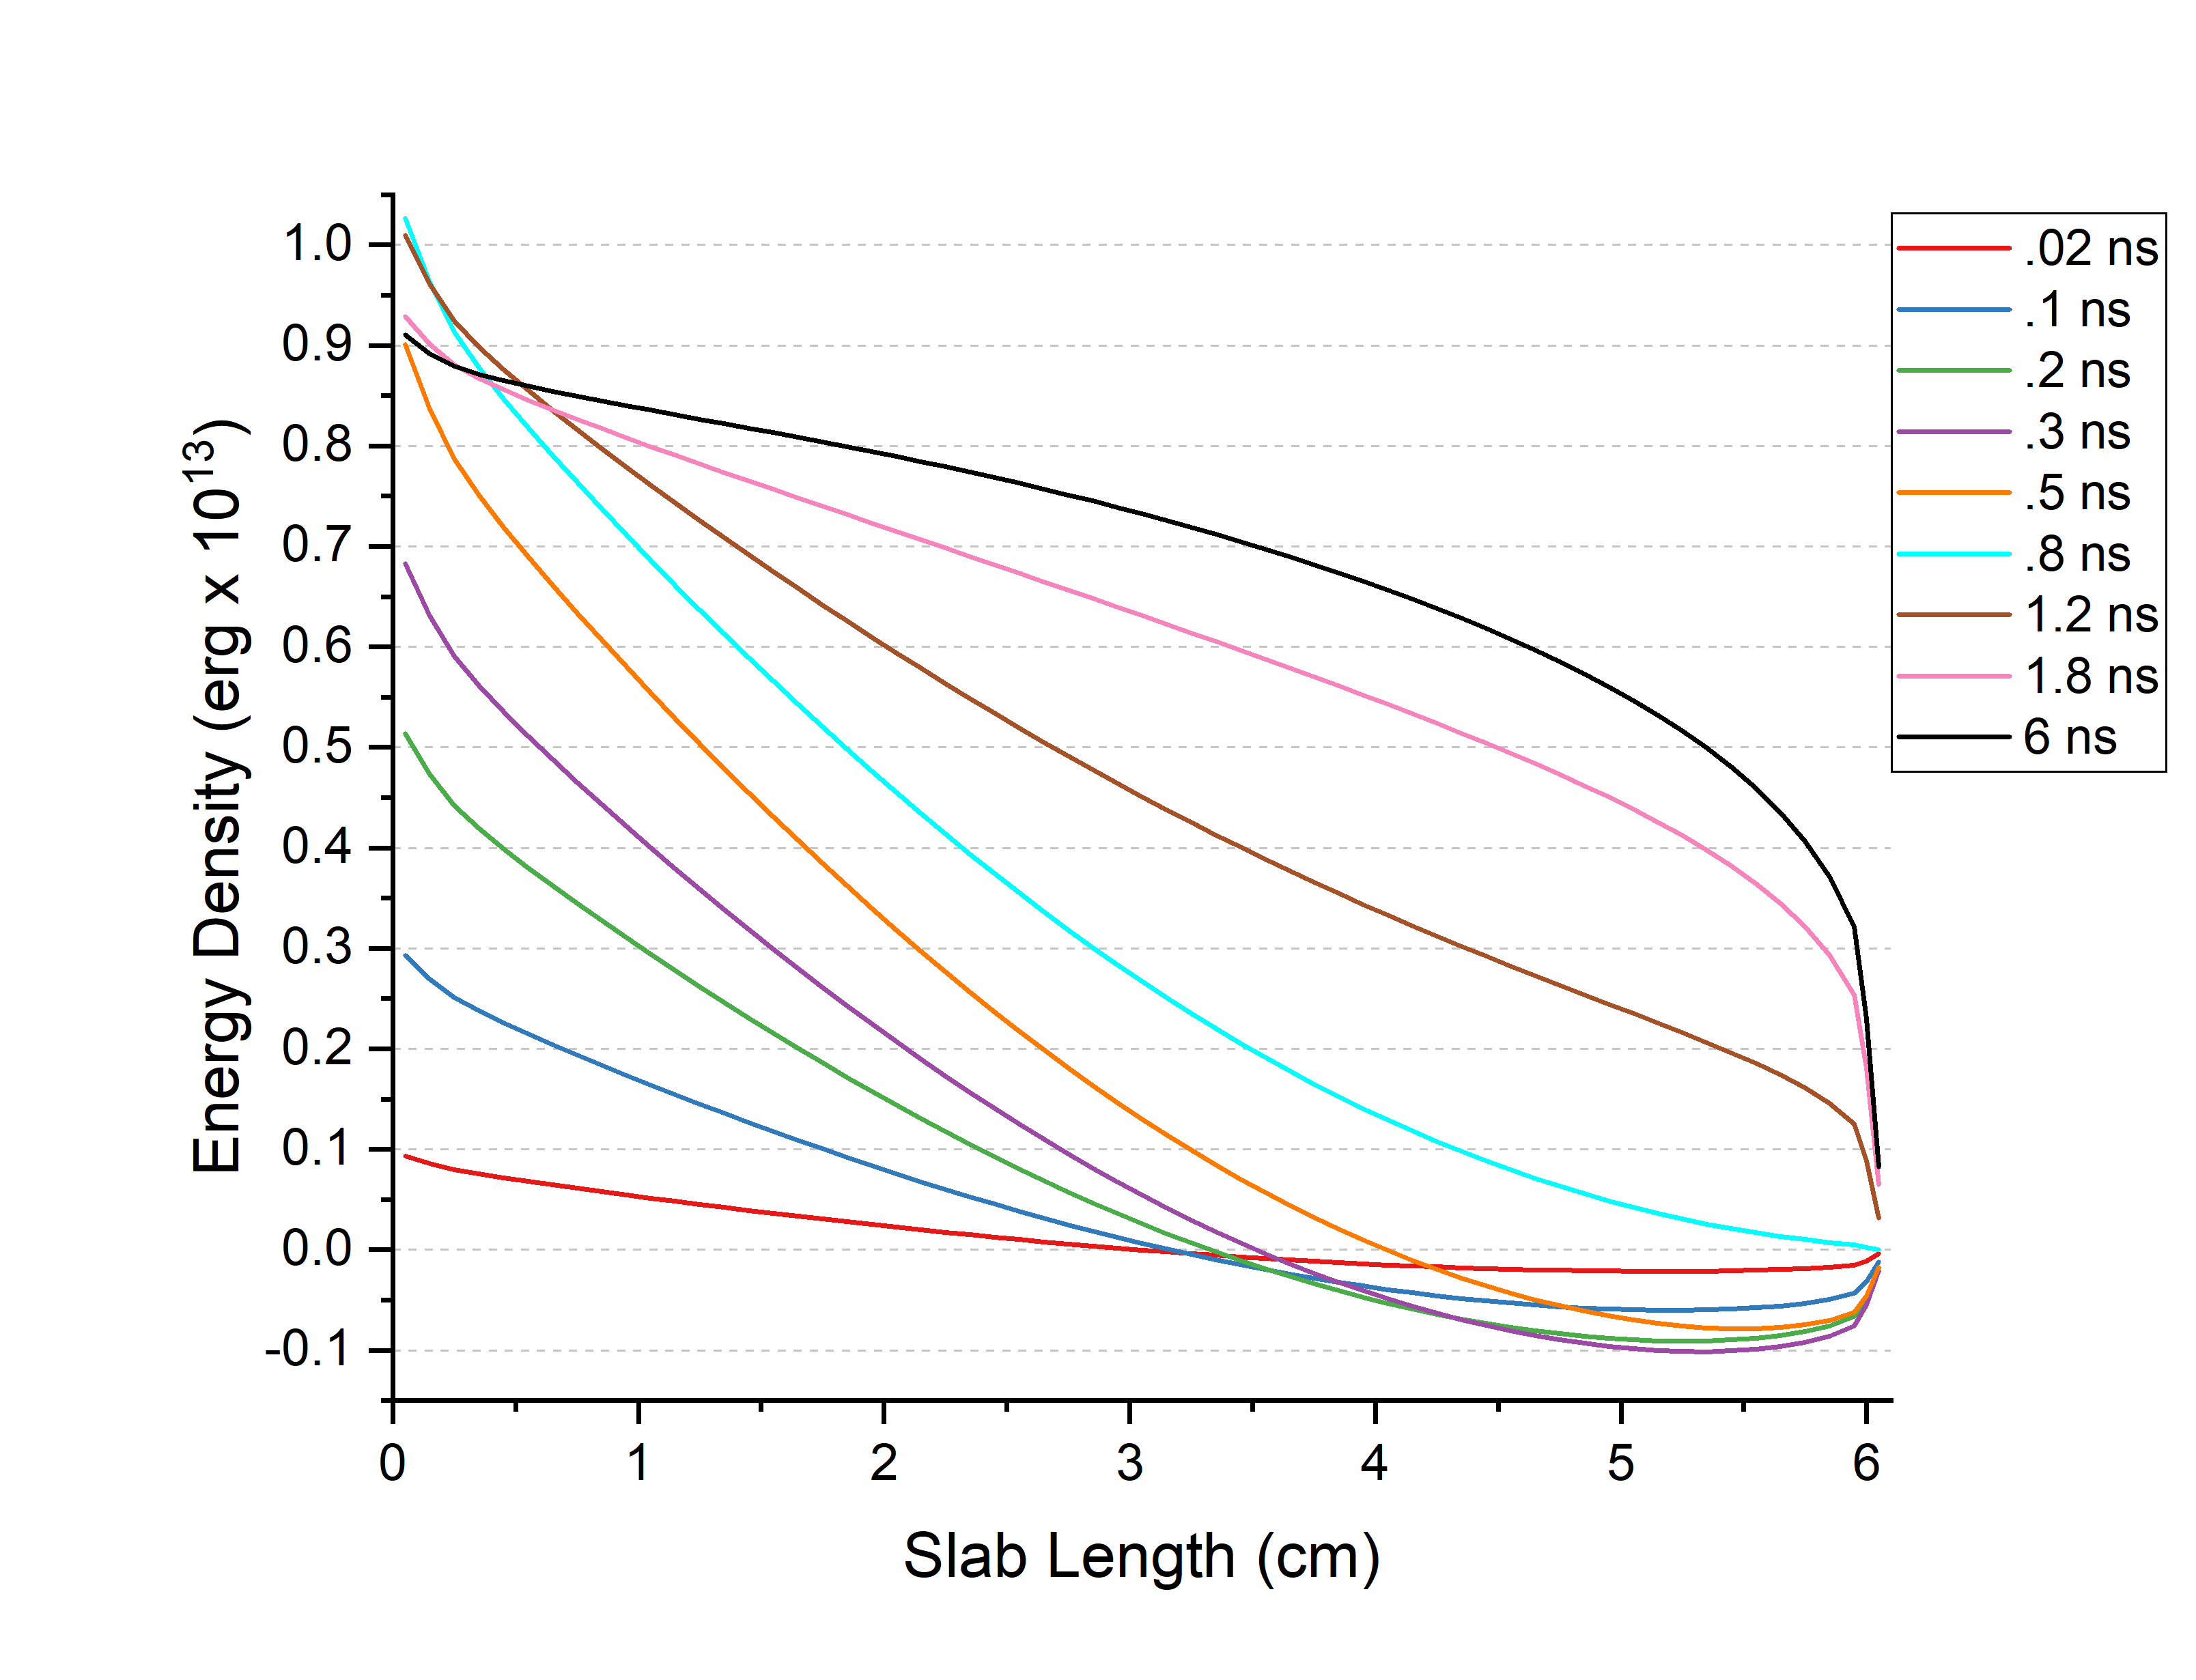 1.0
0.9
0.8
0.7
0.6
0.5
0.4
0.3
0.2
0.1
0.0
-0.1
Energy Density (erg x 10¹³)
0 1 2 3 4 5 6
Slab Length (cm)
.02 ns
.1 ns
.2 ns
.3 ns
.5 ns
.8 ns
1.2 ns
1.8 ns
6 ns